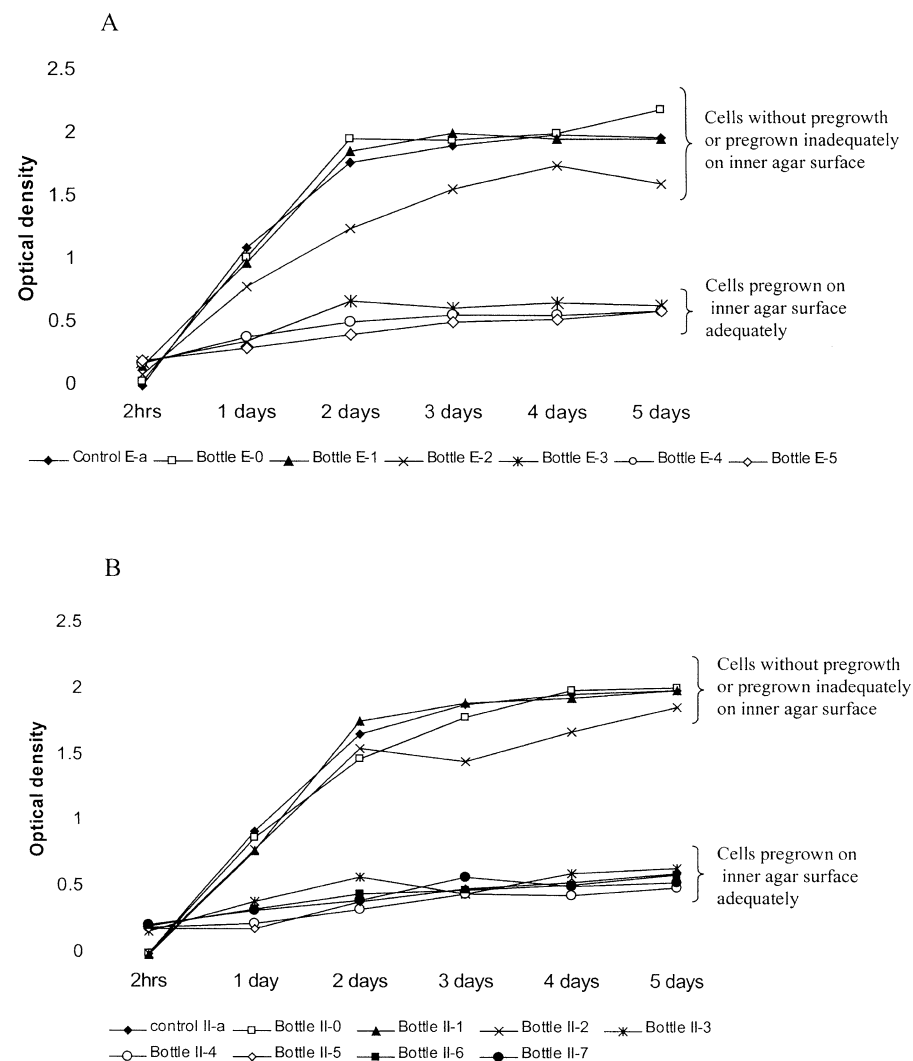 A
2.5
2
1.5
1
0.5
0
Optical density
2hrs 1 days 2 days 3 days 4 days 5 days
Cells without pregrowth
or pregrown inadequately
on inner agar surface
Cells pregrown on
inner agar surface
adequately
Control E-a Bottle E-0 Bottle E-1 Bottle E-2 Bottle E-3 Bottle E-4 Bottle E-5
B
2.5
2
1.5
1
0.5
0
Optical density
2hrs 1 day 2 days 3 days 4 days 5 days
Cells without pregrowth
or pregrown inadequately
on inner agar surface
Cells pregrown on
inner agar surface
adequately
control II-a Bottle II-0 Bottle II-1 Bottle II-2 Bottle II-3
Bottle II-4 Bottle II-5 Bottle II-6 Bottle II-7